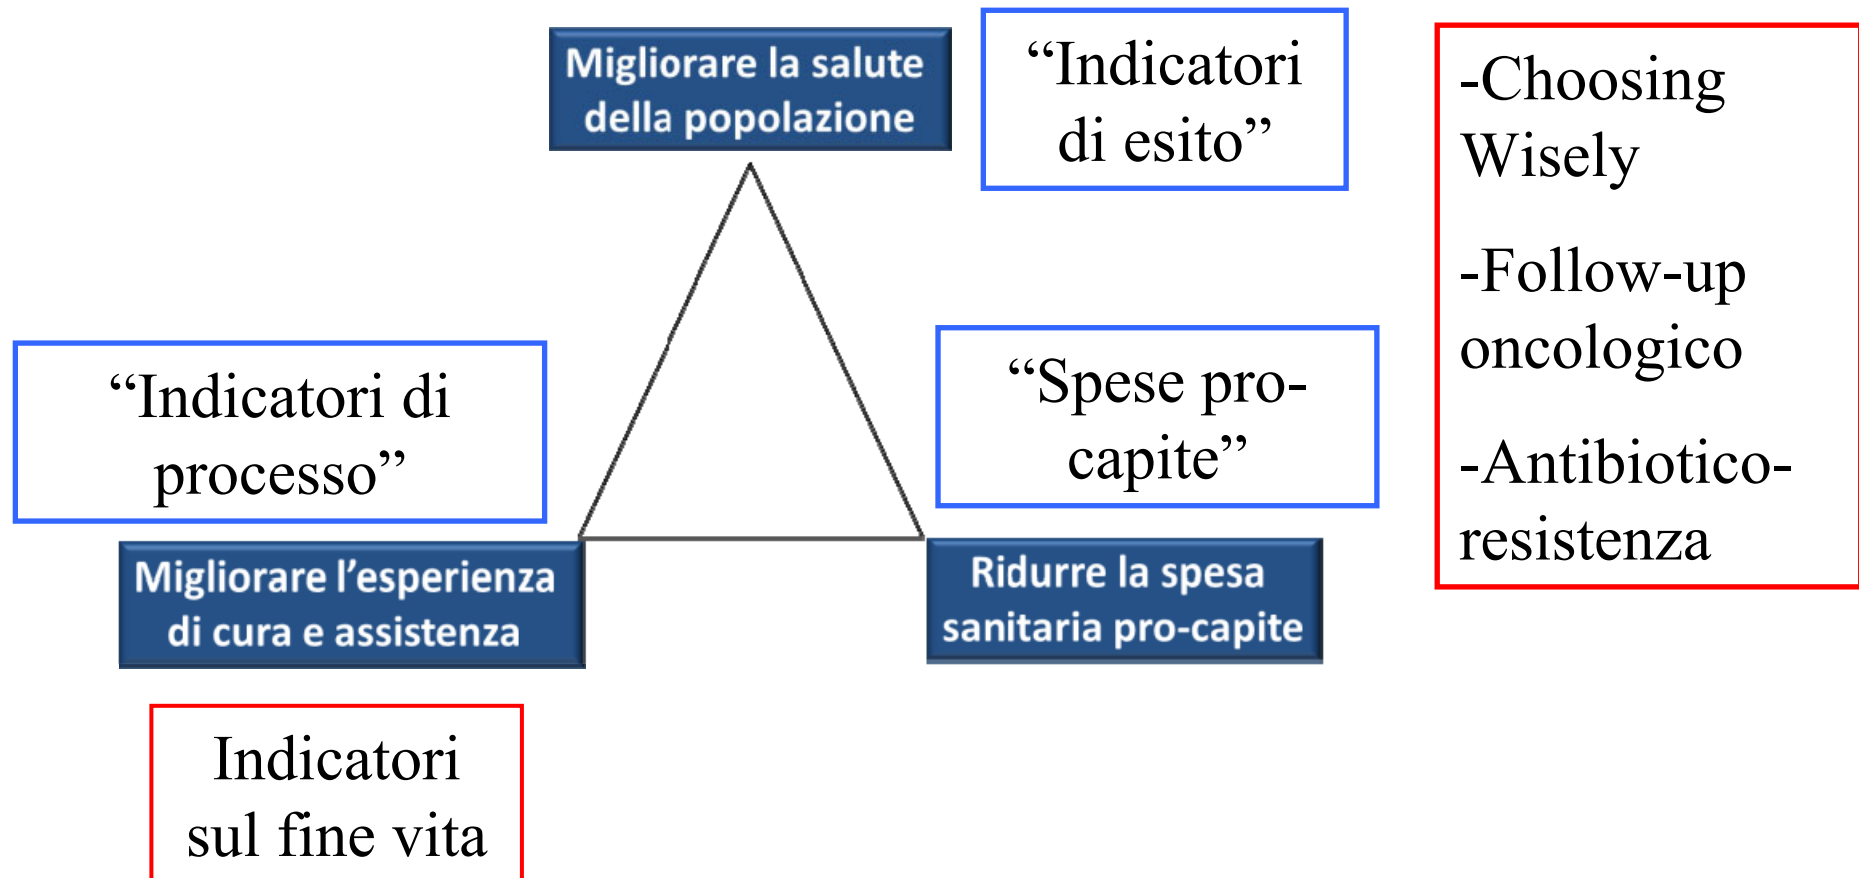 Migliorare la salute
della popolazione
“Indicatori
di esito”
-Choosing
Wisely
-Follow-up
oncologico
-Antibiotico-
resistenza
“Indicatori di
processo”
“Spese pro-
capite”
Migliorare l’esperienza
di cura e assistenza
Ridurre la spesa
sanitaria pro-capite
Indicatori
sul fine vita